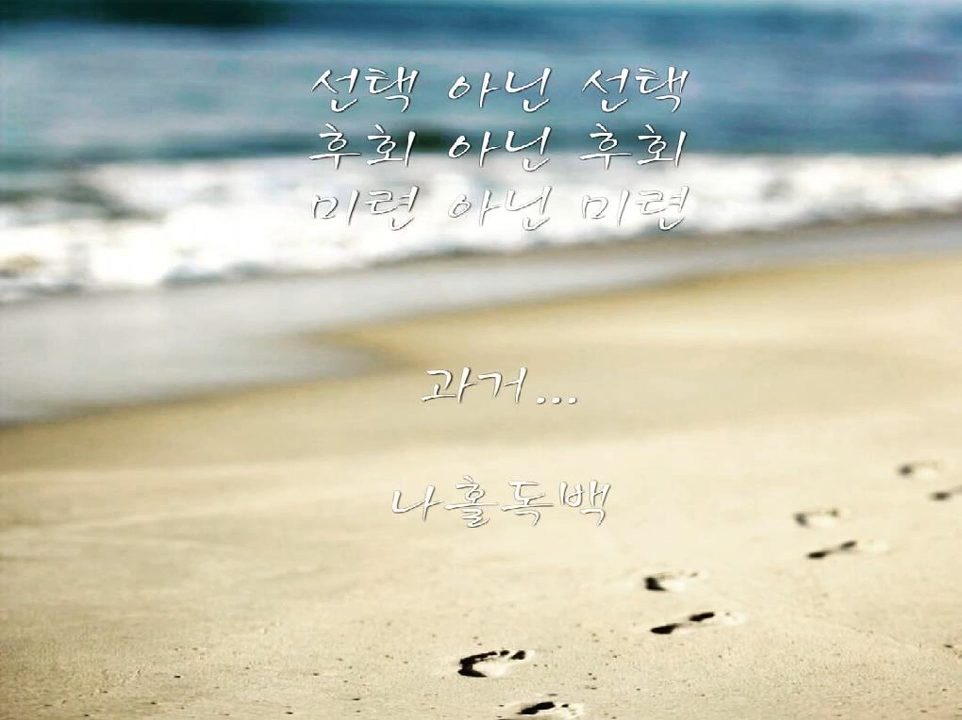 선택 아닌 선택
후회 아닌 후회
미련 아닌 미련
과거...
나홀독백